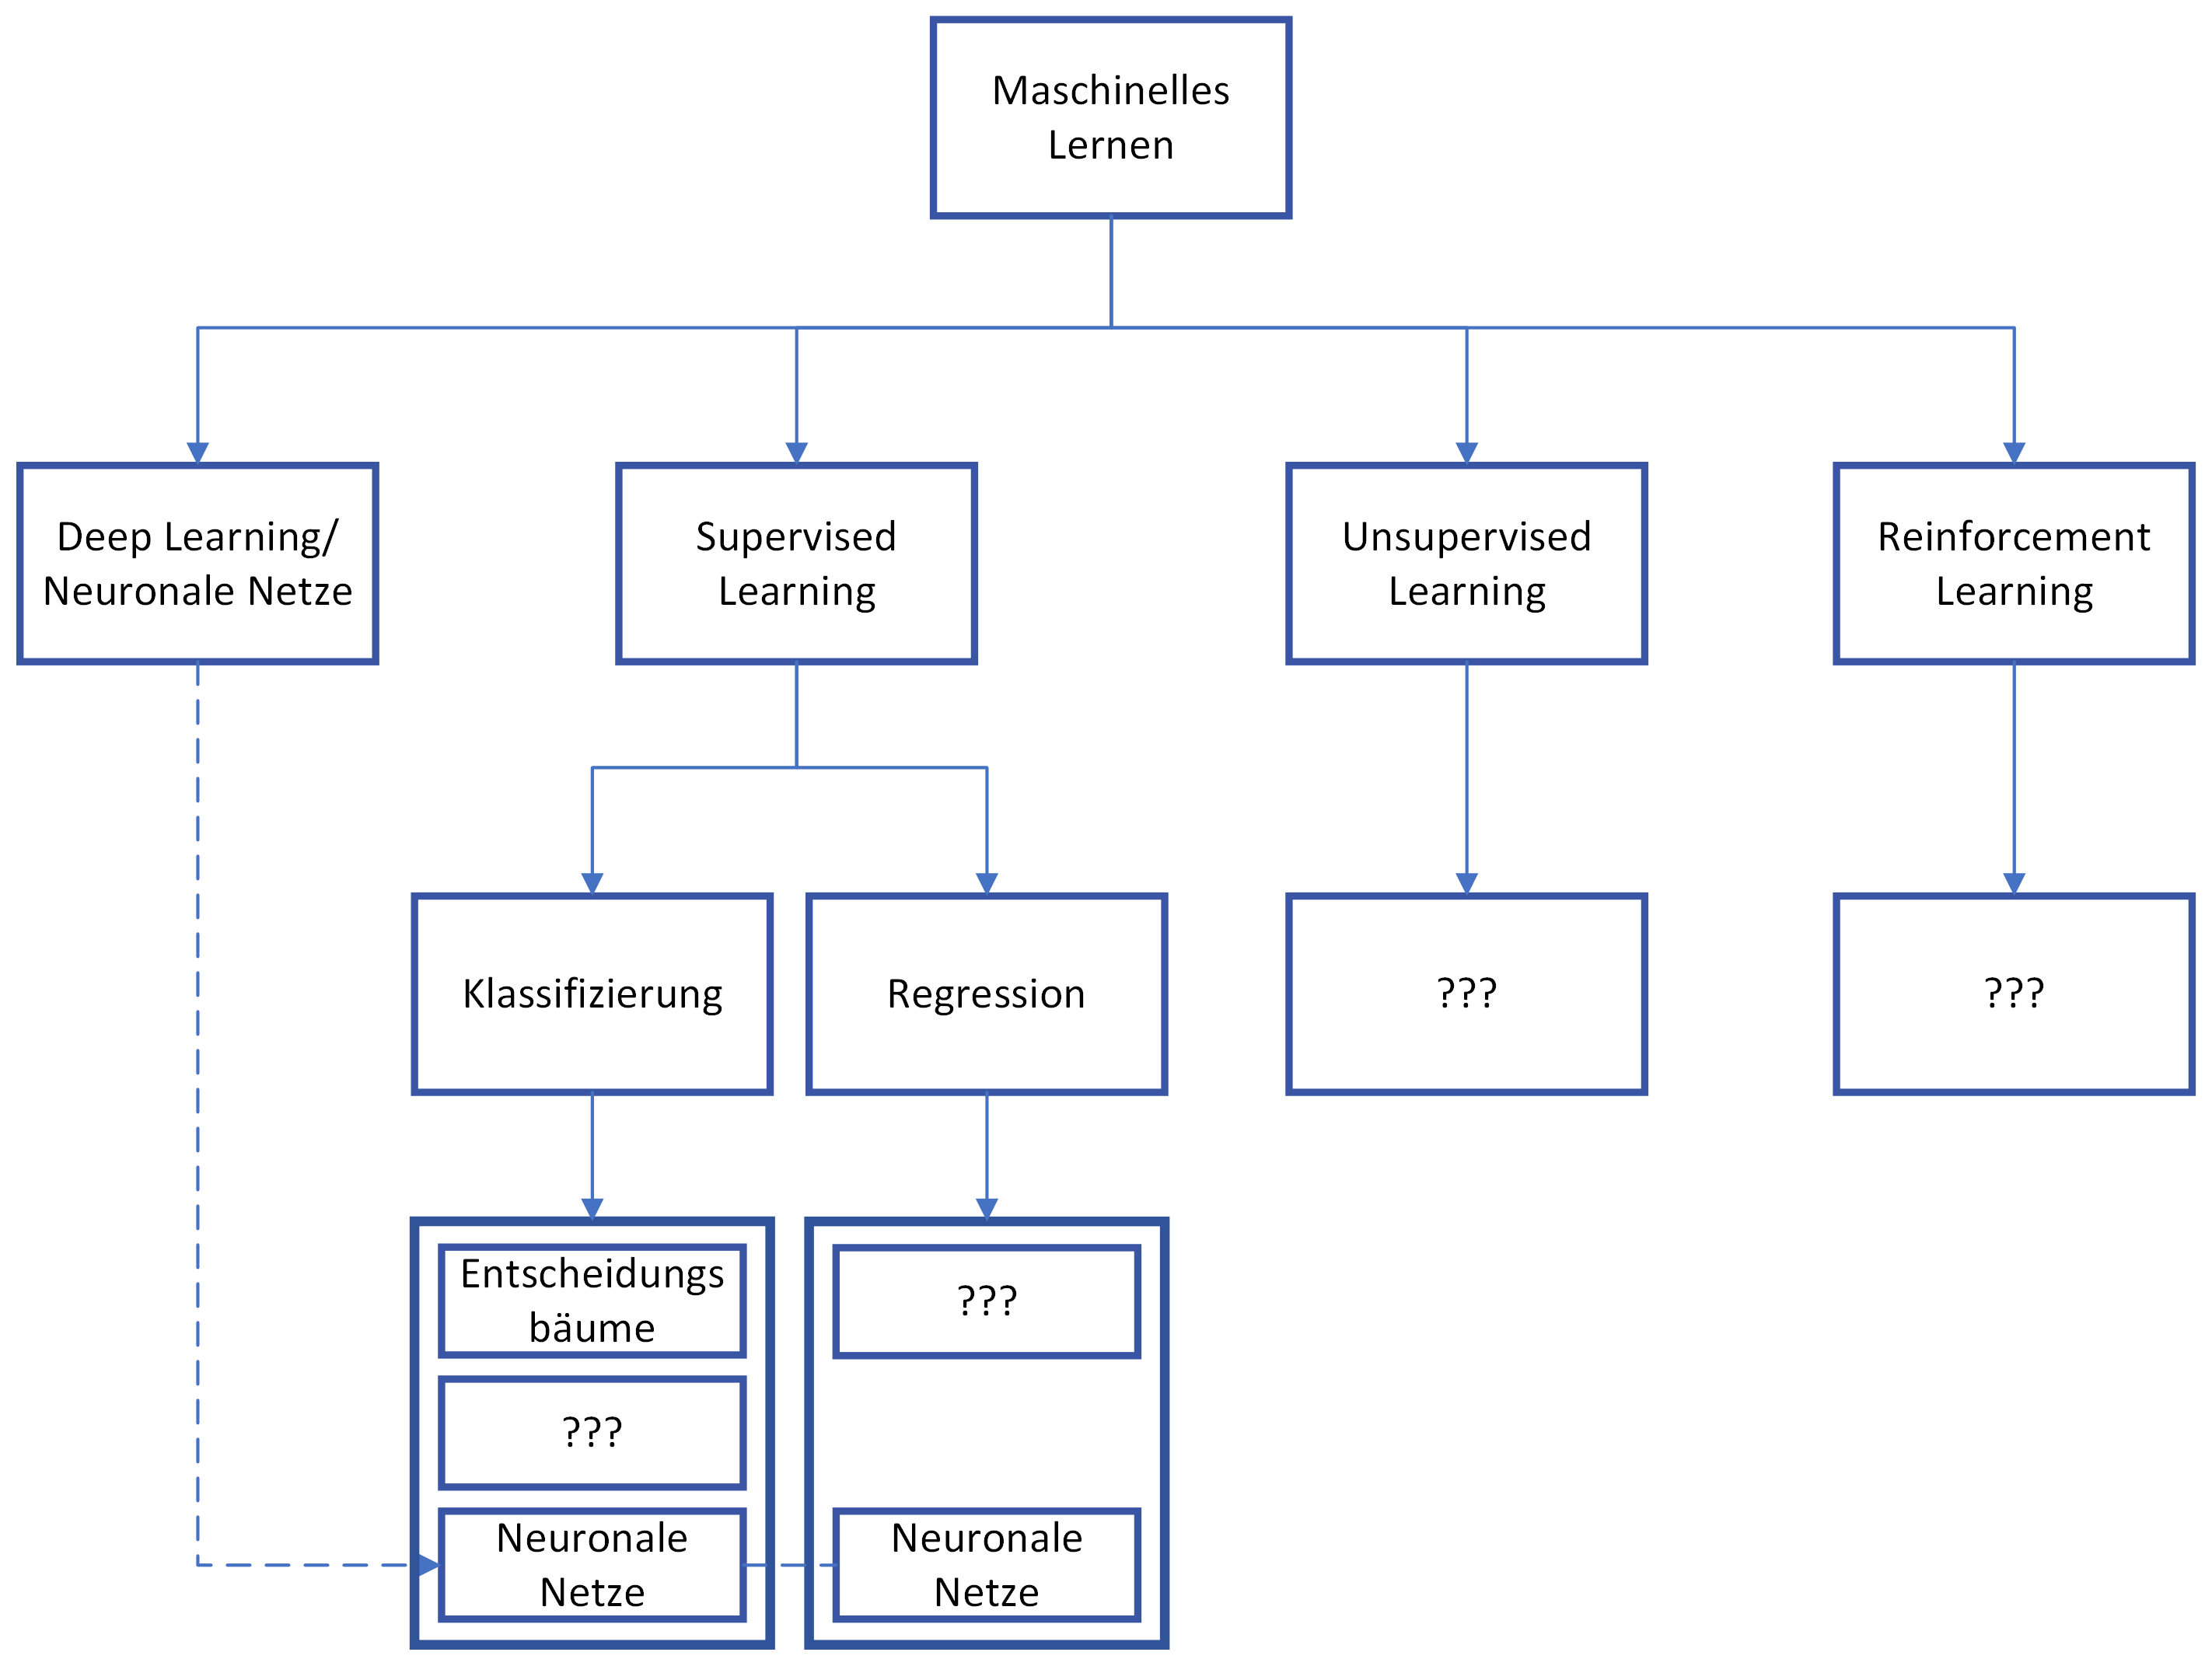 Maschinelles
Lernen
Deep Learning/
Neuronale Netze
Supervised
Learning
Unsupervised
Learning
Reinforcement
Learning
Klassifizierung
Regression
???
???
Entscheidungs
bäume
???
???
Neuronale
Netze
Neuronale
Netze